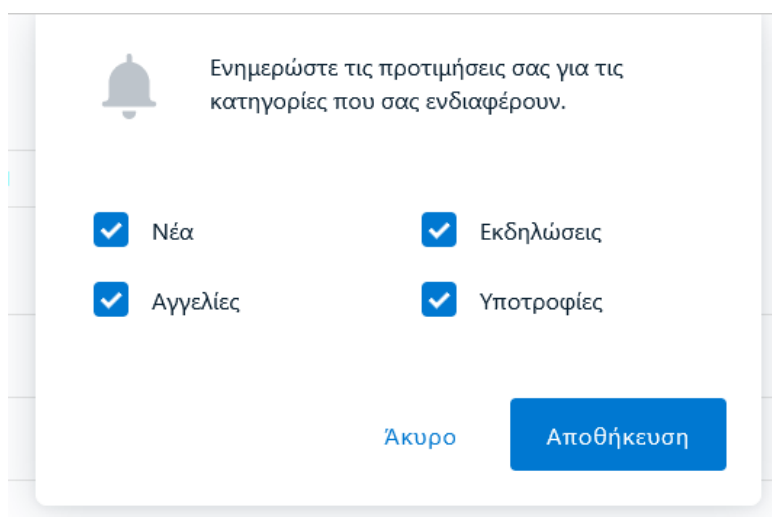 Ενημερώστε τις προτιμήσεις σας για τις
κατηγορίες που σας ενδιαφέρουν.
Νέα
Εκδηλώσεις
Αγγελίες
Υποτροφίες
Άκυρο
Αποθήκευση